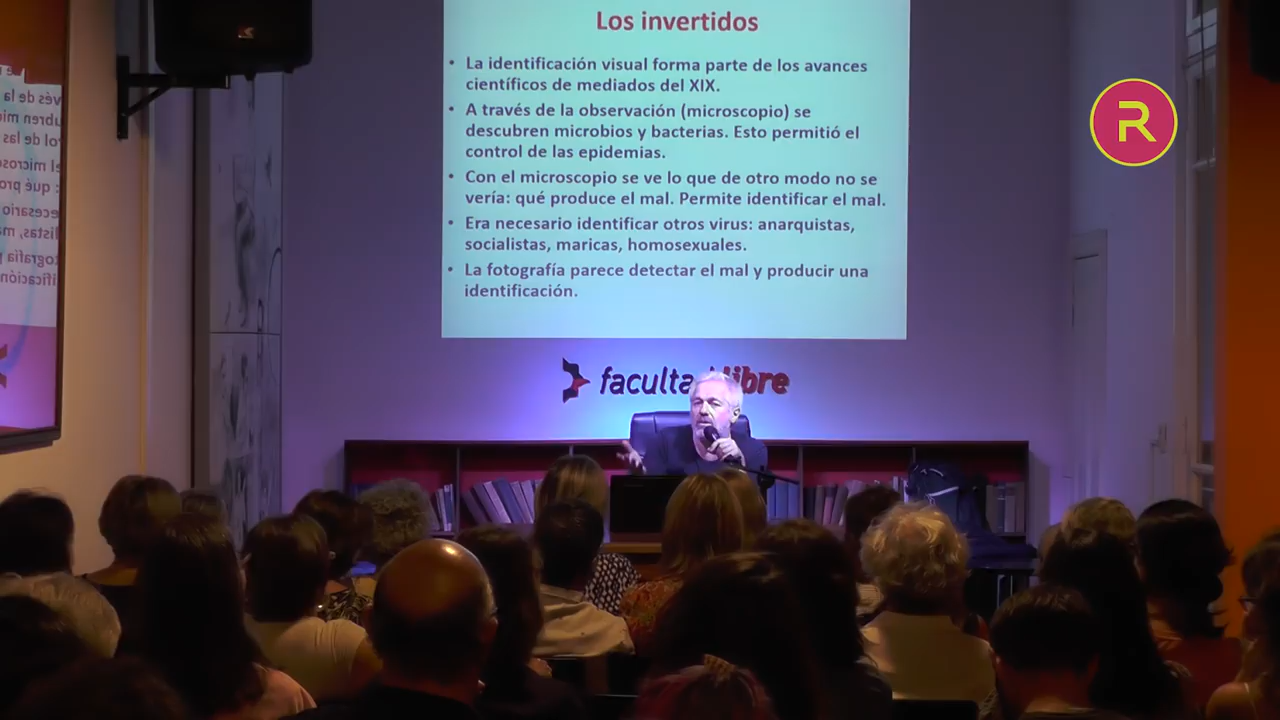 Los invertidos
• La identificación visual forma parte de los avances
científicos de mediados del XIX.
• A través de la observación (microscopio) se
descubren microbios y bacterias. Esto permitió el
control de las epidemias.
• Con el microscopio se ve lo que de otro modo no se
vería: qué produce el mal. Permite identificar el mal.
• Era necesario identificar otros virus: anarquistas,
socialistas, maricas, homosexuales.
• La fotografía parece detectar el mal y producir una
identificación.
R
libre